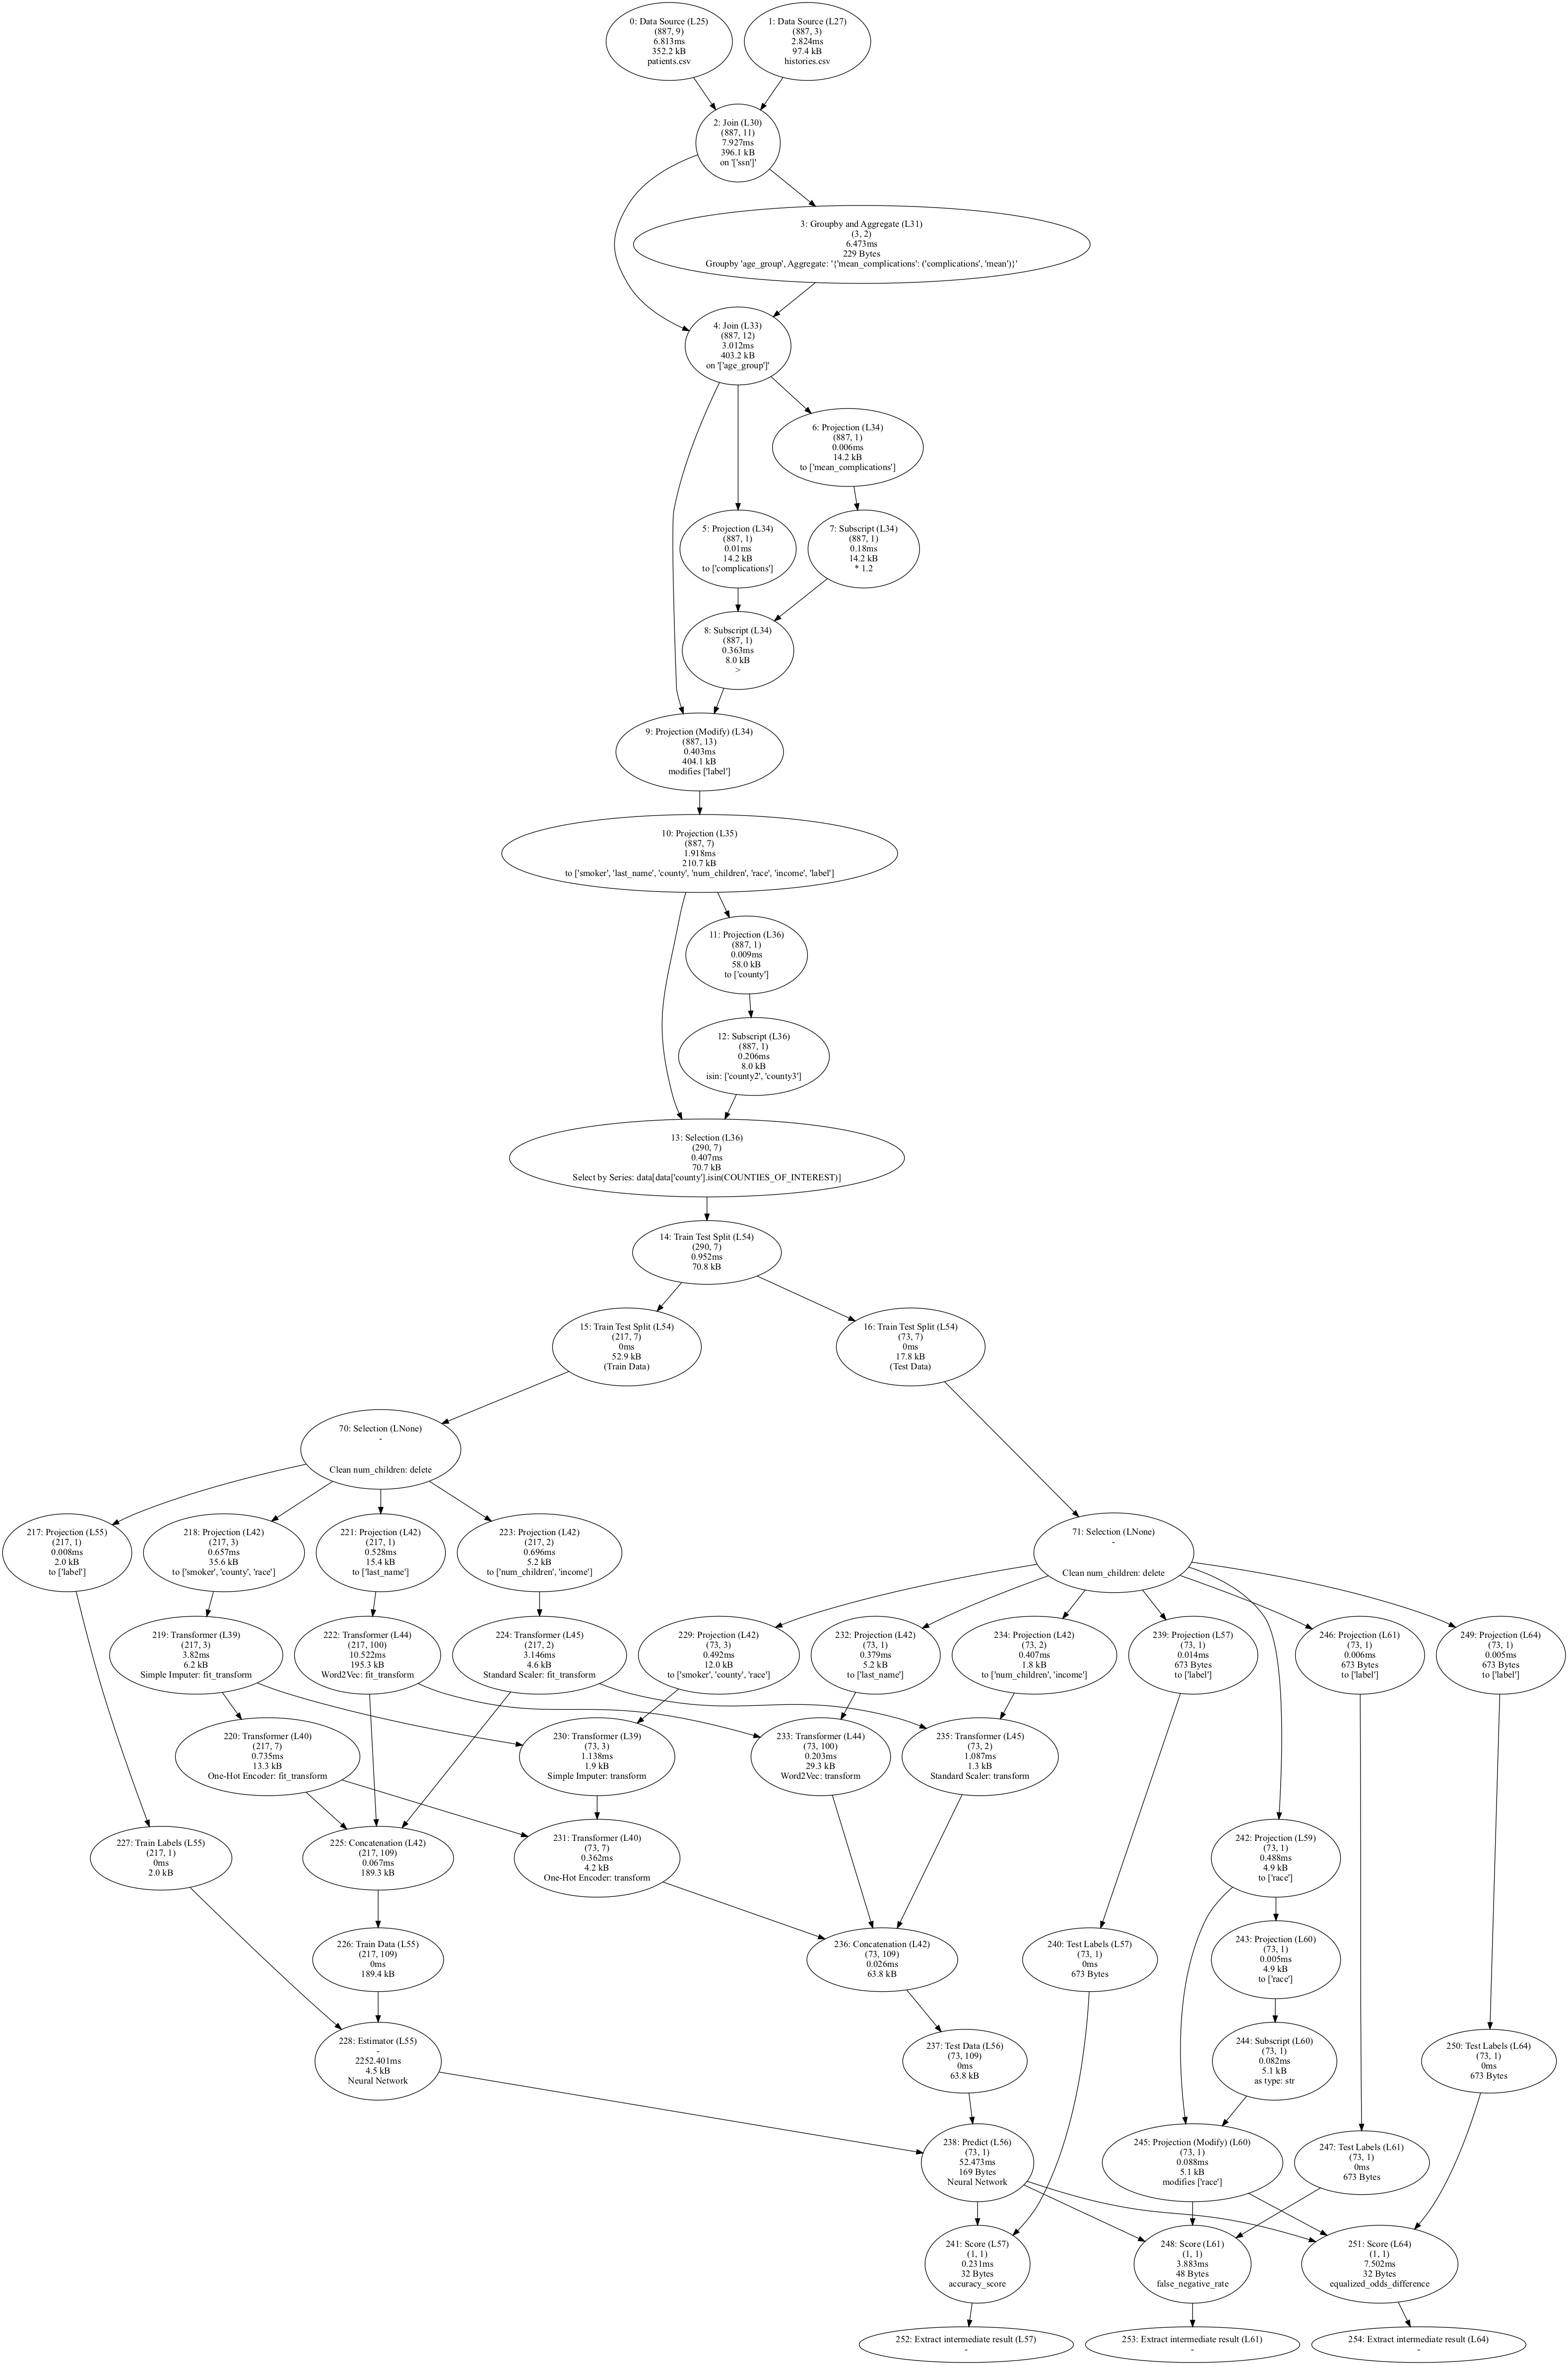 0: Data Source (L25)
(887, 9)
6.813ms
352.2 kB
patients.csv
1: Data Source (L27)
(887, 3)
2.824ms
97.4 kB
histories.csv
2: Join (L30)
(887, 11)
7.927ms
396.1 kB
on '['ssn']'
3: Groupby and Aggregate (L31)
(3, 2)
6.473ms
229 Bytes
Groupby 'age_group', Aggregate: '{'mean_complications': ('complications', 'mean')}'
4: Join (L33)
(887, 12)
3.012ms
403.2 kB
on '['age_group']'
6: Projection (L34)
(887, 1)
0.006ms
14.2 kB
to ['mean_complications']
5: Projection (L34)
(887, 1)
0.01ms
14.2 kB
to ['complications']
7: Subscript (L34)
(887, 1)
0.18ms
14.2 kB
* 1.2
8: Subscript (L34)
(887, 1)
0.363ms
8.0 kB
>
9: Projection (Modify) (L34)
(887, 13)
0.403ms
404.1 kB
modifies ['label']
10: Projection (L35)
(887, 7)
1.918ms
210.7 kB
to ['smoker', 'last_name', 'county', 'num_children', 'race', 'income', 'label']
11: Projection (L36)
(887, 1)
0.009ms
58.0 kB
to ['county']
12: Subscript (L36)
(887, 1)
0.206ms
8.0 kB
isin: ['county2', 'county3']
13: Selection (L36)
(290, 7)
0.407ms
70.7 kB
Select by Series: data[data['county'].isin(COUNTIES_OF_INTEREST)]
14: Train Test Split (L54)
(290, 7)
0.952ms
70.8 kB
15: Train Test Split (L54)
(217, 7)
0ms
52.9 kB
(Train Data)
16: Train Test Split (L54)
(73, 7)
0ms
17.8 kB
(Test Data)
70: Selection (LNone)
-
Clean num_children: delete
71: Selection (LNone)
-
Clean num_children: delete
217: Projection (L55)
(217, 1)
0.008ms
2.0 kB
to ['label']
218: Projection (L42)
(217, 3)
0.657ms
35.6 kB
to ['smoker', 'county', 'race']
221: Projection (L42)
(217, 1)
0.528ms
15.4 kB
to ['last_name']
223: Projection (L42)
(217, 2)
0.696ms
5.2 kB
to ['num_children', 'income']
219: Transformer (L39)
(217, 3)
3.82ms
6.2 kB
Simple Imputer: fit_transform
222: Transformer (L44)
(217, 100)
10.522ms
195.3 kB
Word2Vec: fit_transform
224: Transformer (L45)
(217, 2)
3.146ms
4.6 kB
Standard Scaler: fit_transform
229: Projection (L42)
(73, 3)
0.492ms
12.0 kB
to ['smoker', 'county', 'race']
232: Projection (L42)
(73, 1)
0.379ms
5.2 kB
to ['last_name']
234: Projection (L42)
(73, 2)
0.407ms
1.8 kB
to ['num_children', 'income']
239: Projection (L57)
(73, 1)
0.014ms
673 Bytes
to ['label']
246: Projection (L61)
(73, 1)
0.006ms
673 Bytes
to ['label']
249: Projection (L64)
(73, 1)
0.005ms
673 Bytes
to ['label']
220: Transformer (L40)
(217, 7)
0.735ms
13.3 kB
One-Hot Encoder: fit_transform
230: Transformer (L39)
(73, 3)
1.138ms
1.9 kB
Simple Imputer: transform
233: Transformer (L44)
(73, 100)
0.203ms
29.3 kB
Word2Vec: transform
235: Transformer (L45)
(73, 2)
1.087ms
1.3 kB
Standard Scaler: transform
227: Train Labels (L55)
(217, 1)
0ms
2.0 kB
225: Concatenation (L42)
(217, 109)
0.067ms
189.3 kB
231: Transformer (L40)
(73, 7)
0.362ms
4.2 kB
One-Hot Encoder: transform
242: Projection (L59)
(73, 1)
0.488ms
4.9 kB
to ['race']
226: Train Data (L55)
(217, 109)
0ms
189.4 kB
236: Concatenation (L42)
(73, 109)
0.026ms
63.8 kB
240: Test Labels (L57)
(73, 1)
0ms
673 Bytes
243: Projection (L60)
(73, 1)
0.005ms
4.9 kB
to ['race']
228: Estimator (L55)
-
2252.401ms
4.5 kB
Neural Network
237: Test Data (L56)
(73, 109)
0ms
63.8 kB
244: Subscript (L60)
(73, 1)
0.082ms
5.1 kB
as type: str
250: Test Labels (L64)
(73, 1)
0ms
673 Bytes
238: Predict (L56)
(73, 1)
52.473ms
169 Bytes
Neural Network
245: Projection (Modify) (L60)
(73, 1)
0.088ms
5.1 kB
modifies ['race']
247: Test Labels (L61)
(73, 1)
0ms
673 Bytes
241: Score (L57)
(1, 1)
0.231ms
32 Bytes
accuracy_score
248: Score (L61)
(1, 1)
3.883ms
48 Bytes
false_negative_rate
251: Score (L64)
(1, 1)
7.502ms
32 Bytes
equalized_odds_difference
252: Extract intermediate result (L57)
-
253: Extract intermediate result (L61)
-
254: Extract intermediate result (L64)
-